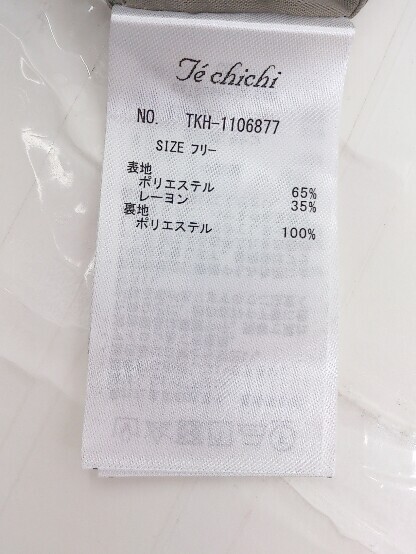 Té chichi
NO. TKH-1106877
SIZE フリー
表地
ポリエステル 65%
レーヨン 35%
裏地
ポリエステル 100%